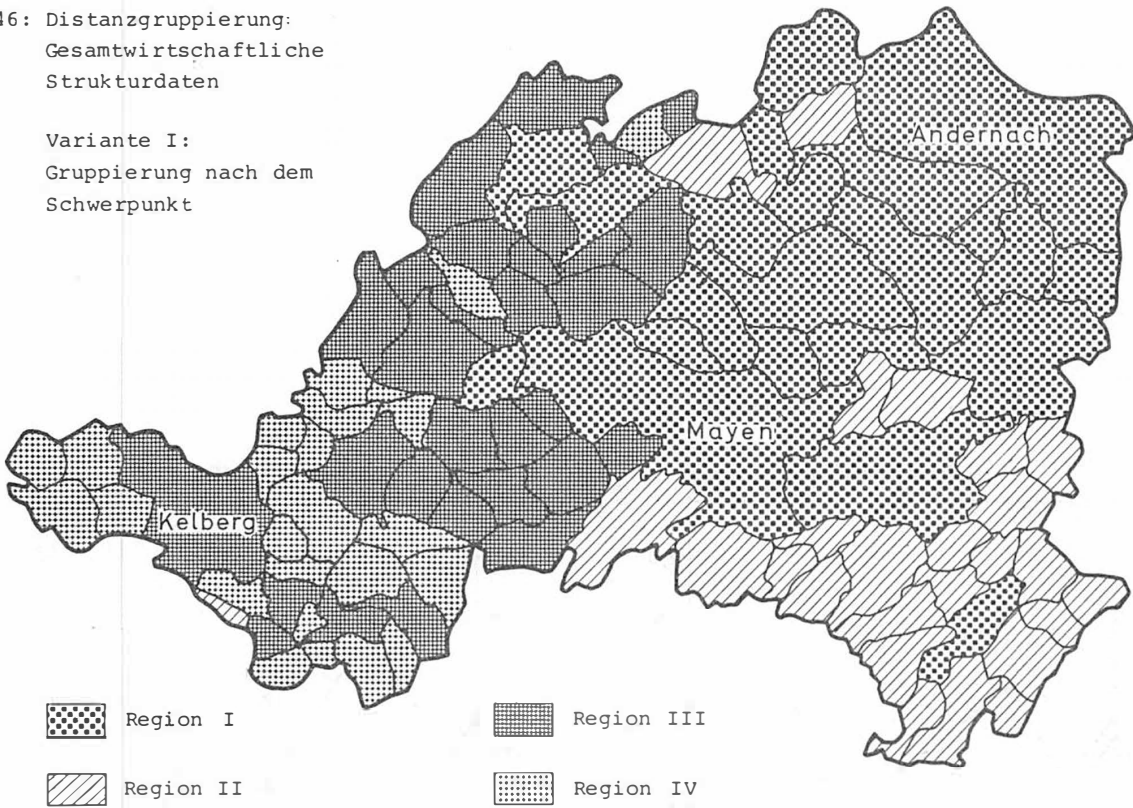 46: Distanzgruppierung:
Gesamtwirtschaftliche
Strukturdaten
Variante I:
Gruppierung nach dem
Schwerpunkt
Andernach
Mayen
Kelberg
Region I
Region III
Region II
Region IV